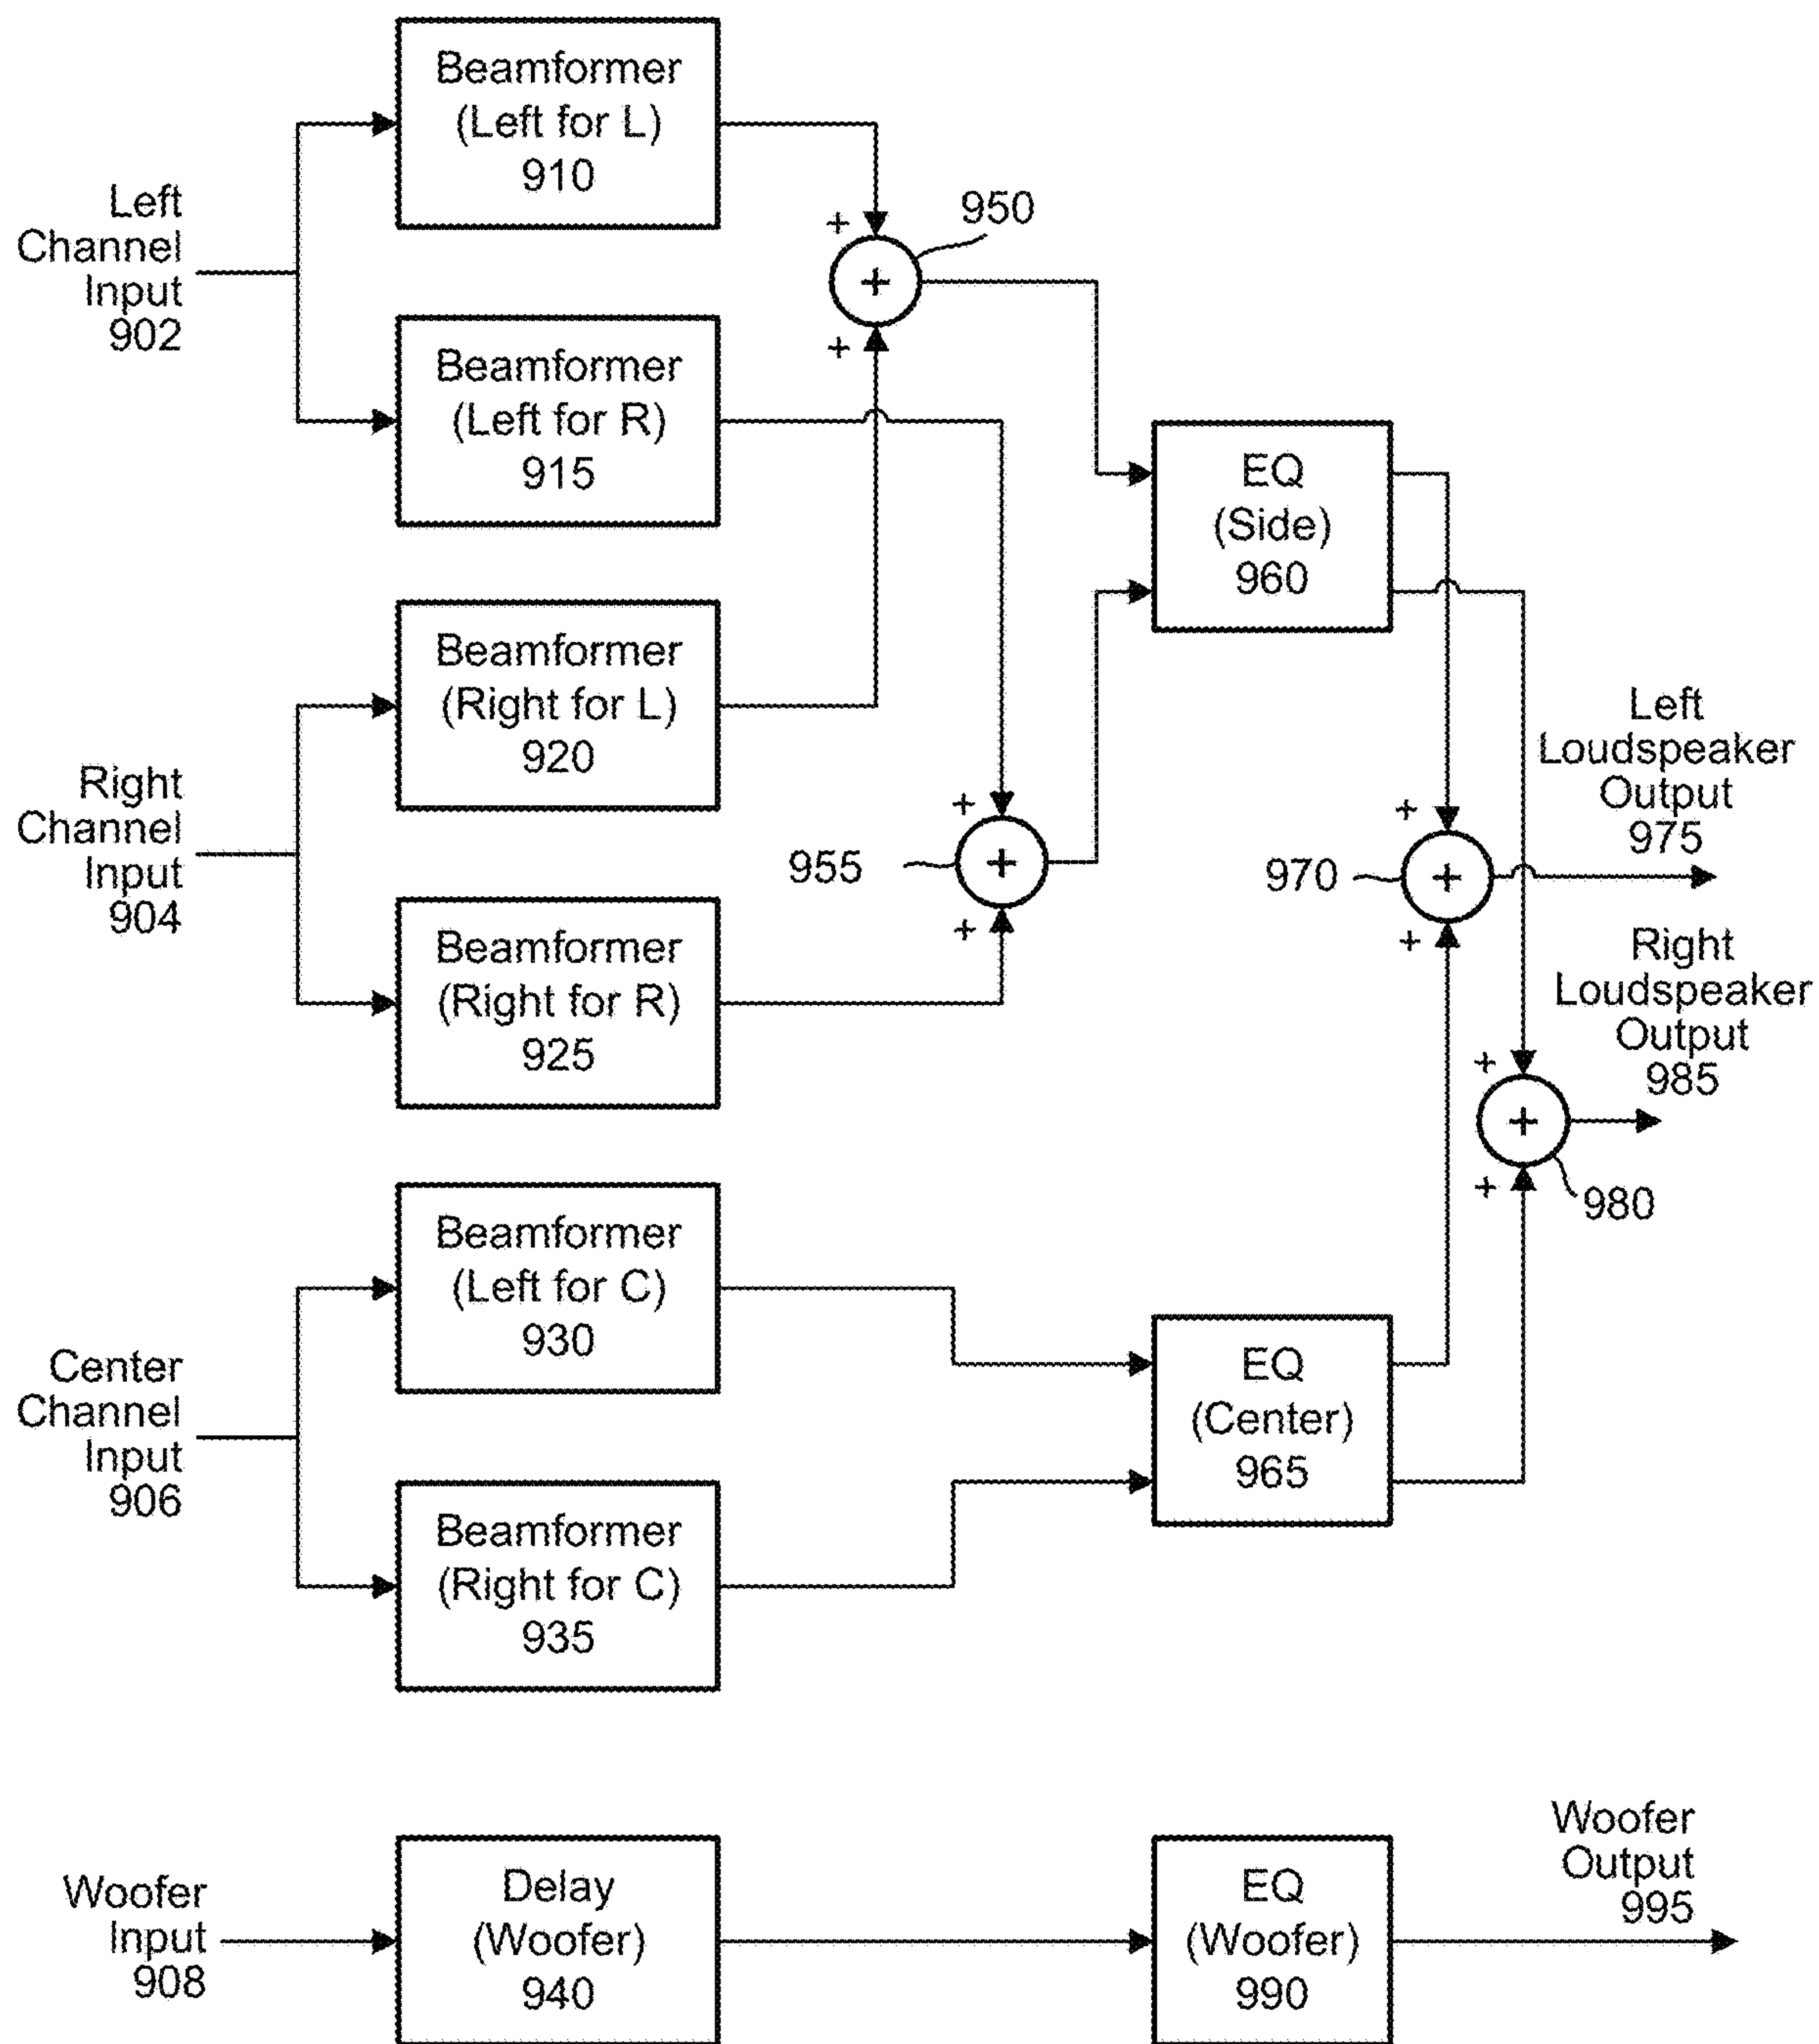 Beamformer
(Left for L)
910
Left
Channel
Input
902
+
950
+
+
Beamformer
(Left for R)
915
EQ
(Side)
960
Beamformer
(Right for L)
920
Right
Channel
Input
904
+
955
+
+
Beamformer
(Right for R)
925
Left
Loudspeaker
Output
975
+
970
+
+
Right
Loudspeaker
Output
985
+
+
+
980
Beamformer
(Left for C)
930
Center
Channel
Input
906
EQ
(Center)
965
Beamformer
(Right for C)
935
Woofer
Input
908
Delay
(Woofer)
940
EQ
(Woofer)
990
Woofer
Output
995